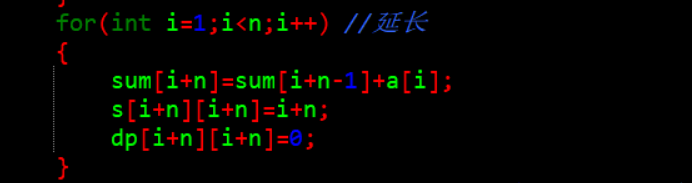 }
for(int i=1;i<n;i++) //延长
{
sum[i+n]=sum[i+n-1]+a[i];
s[i+n][i+n]=i+n;
dp[i+n][i+n]=0;
}